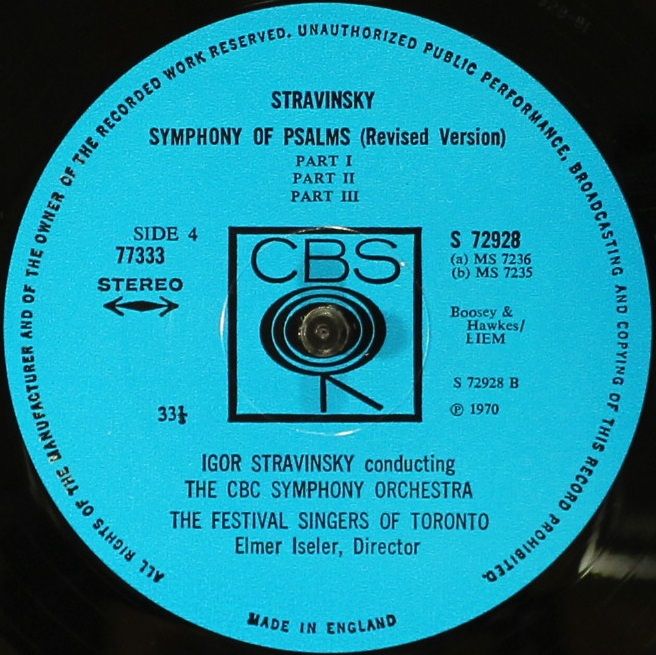 ALL RIGHTS OF THE MANUFACTURER AND OF THE OWNER OF THE RECORDED WORK RESERVED. UNAUTHORIZED PUBLIC PERFORMANCE, BROADCASTING AND COPYING OF THIS RECORD PROHIBITED.
STRAVINSKY
SYMPHONY OF PSALMS (Revised Version)
PART I
PART II
PART III
SIDE 4
77333
STEREO
33⅓
CBS
S 72928
(a) MS 7236
(b) MS 7235
Boosey &
Hawkes/
LIEM
S 72928 B
℗ 1970
IGOR STRAVINSKY conducting
THE CBC SYMPHONY ORCHESTRA
THE FESTIVAL SINGERS OF TORONTO
Elmer Iseler, Director
MADE IN ENGLAND